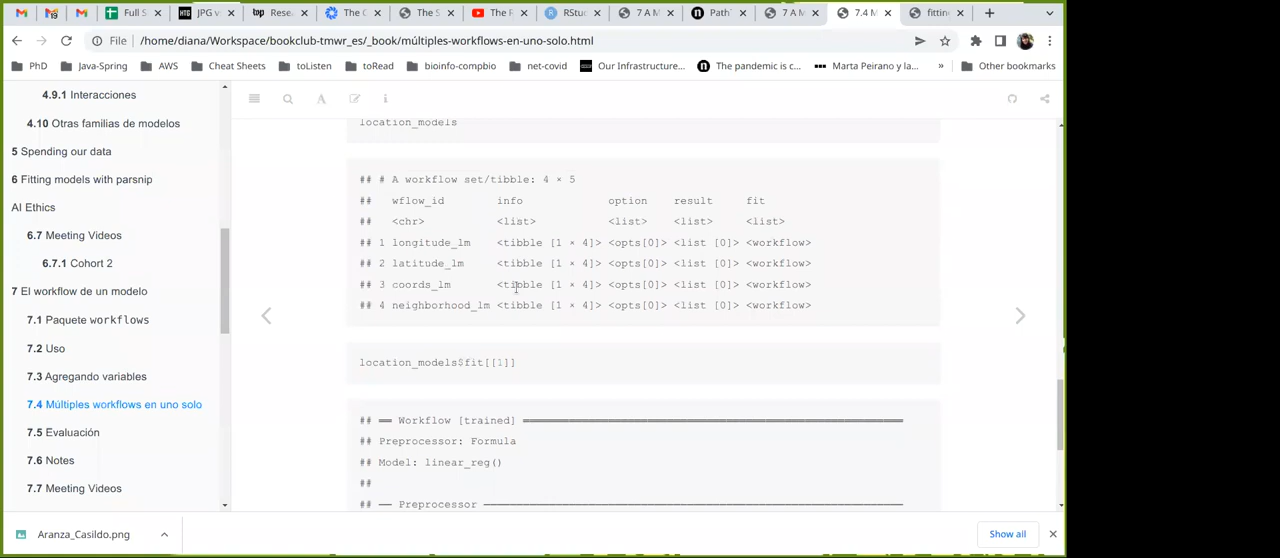 Full S
JPG v
Resea
The C
The S
The R
RStu
7 A M
Path
7 A M
7.4 M
fittin
File
/home/diana/Workspace/bookclub-tmwr_es/_book/múltiples-workflows-en-uno-solo.html
PhD
Java-Spring
AWS
Cheat Sheets
toListen
toRead
bioinfo-compbio
net-covid
Our Infrastructure...
The pandemic is c...
Marta Peirano y la...
»
Other bookmarks
4.9.1 Interacciones
4.10 Otras familias de modelos
5 Spending our data
6 Fitting models with parsnip
AI Ethics
6.7 Meeting Videos
6.7.1 Cohort 2
7 El workflow de un modelo
7.1 Paquete workflows
7.2 Uso
7.3 Agregando variables
7.4 Múltiples workflows en uno solo
7.5 Evaluación
7.6 Notes
7.7 Meeting Videos
location_models
## # A workflow set/tibble: 4 × 5
## wflow_id info option result fit
## <chr> <list> <list> <list> <list>
## 1 longitude_lm <tibble [1 × 4]> <opts[0]> <list [0]> <workflow>
## 2 latitude_lm <tibble [1 × 4]> <opts[0]> <list [0]> <workflow>
## 3 coords_lm <tibble [1 × 4]> <opts[0]> <list [0]> <workflow>
## 4 neighborhood_lm <tibble [1 × 4]> <opts[0]> <list [0]> <workflow>
location_models$fit[[1]]
## ══ Workflow [trained] ══════════
## Preprocessor: Formula
## Model: linear_reg()
##
## ── Preprocessor ──────────
Aranza_Casildo.png
Show all